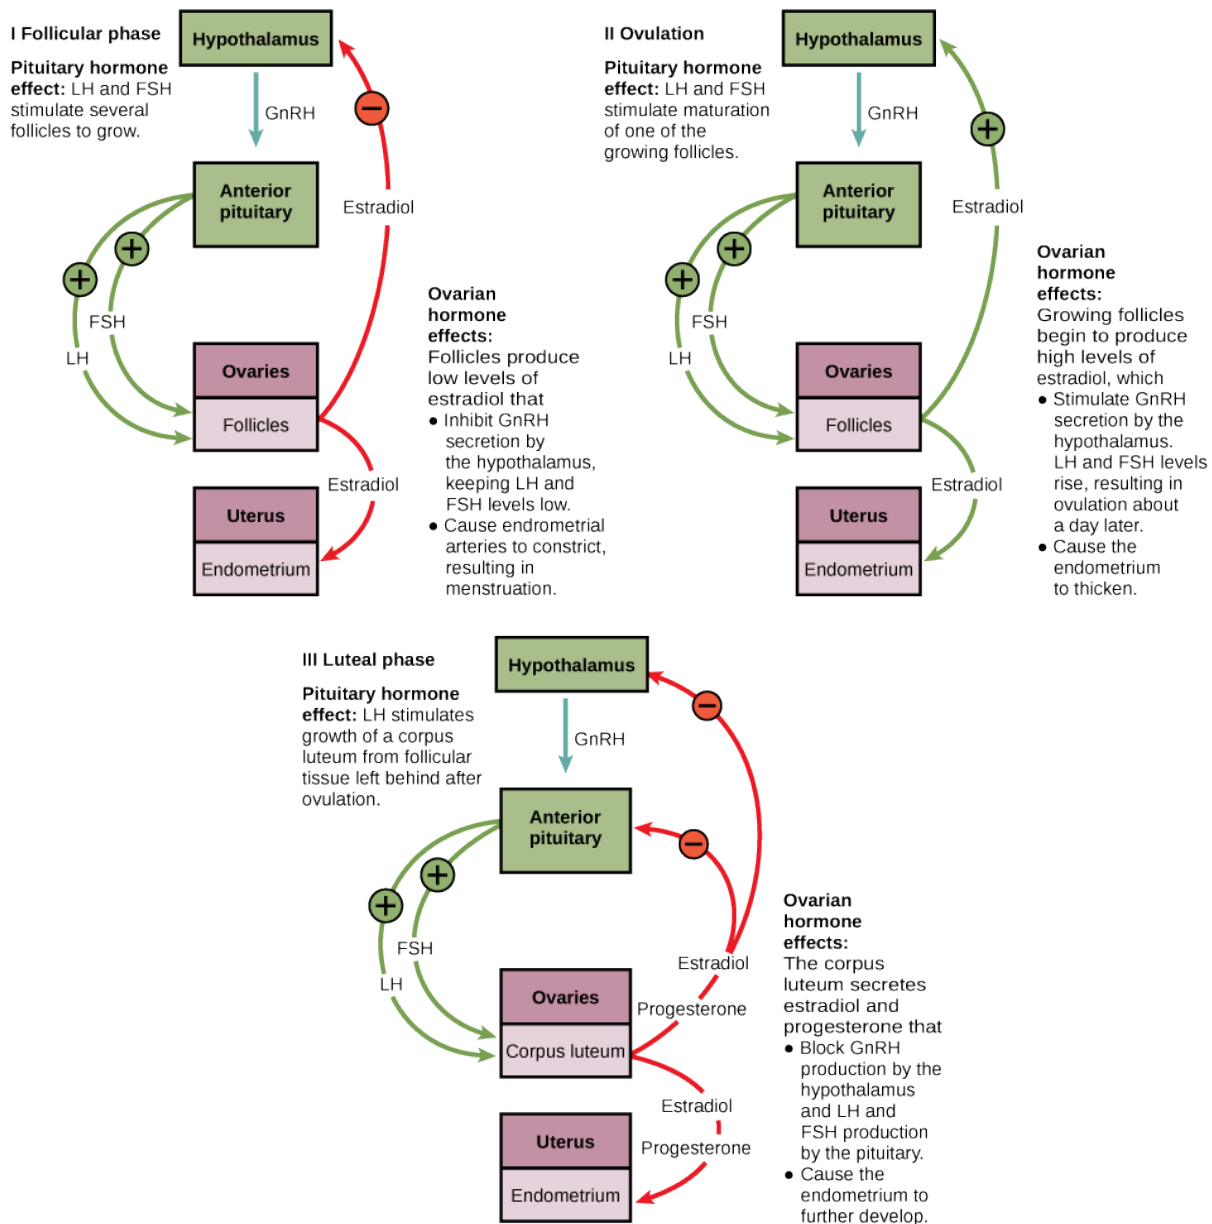 I Follicular phase
Pituitary hormone
effect: LH and FSH
stimulate several
follicles to grow.
Hypothalamus
GnRH
Anterior
pituitary
Estradiol
FSH
LH
Ovaries
Follicles
Estradiol
Uterus
Endometrium
Ovarian
hormone
effects:
Follicles produce
low levels of
estradiol that
● Inhibit GnRH
secretion by
the hypothalamus,
keeping LH and
FSH levels low.
● Cause endrometrial
arteries to constrict,
resulting in
menstruation.
II Ovulation
Pituitary hormone
effect: LH and FSH
stimulate maturation
of one of the
growing follicles.
Hypothalamus
GnRH
Anterior
pituitary
Estradiol
FSH
LH
Ovaries
Follicles
Estradiol
Uterus
Endometrium
Ovarian
hormone
effects:
Growing follicles
begin to produce
high levels of
estradiol, which
● Stimulate GnRH
secretion by the
hypothalamus.
LH and FSH levels
rise, resulting in
ovulation about
a day later.
● Cause the
endometrium
to thicken.
III Luteal phase
Pituitary hormone
effect: LH stimulates
growth of a corpus
luteum from follicular
tissue left behind after
ovulation.
Hypothalamus
GnRH
Anterior
pituitary
FSH
LH
Estradiol
Progesterone
Ovaries
Corpus luteum
Estradiol
Progesterone
Uterus
Endometrium
Ovarian
hormone
effects:
The corpus
luteum secretes
estradiol and
progesterone that
● Block GnRH
production by the
hypothalamus
and LH and
FSH production
by the pituitary.
● Cause the
endometrium to
further develop.